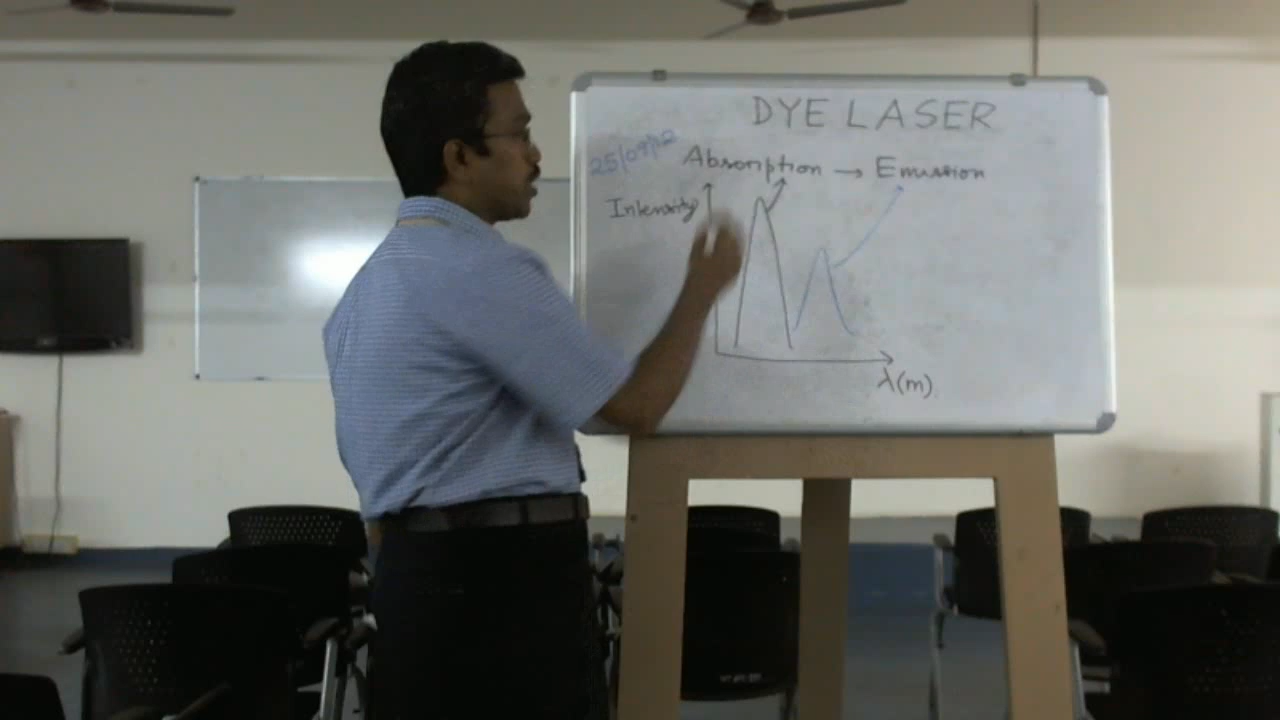 DYE LASER
25/09/12
Absorption → Emission
Intensity
λ(m)